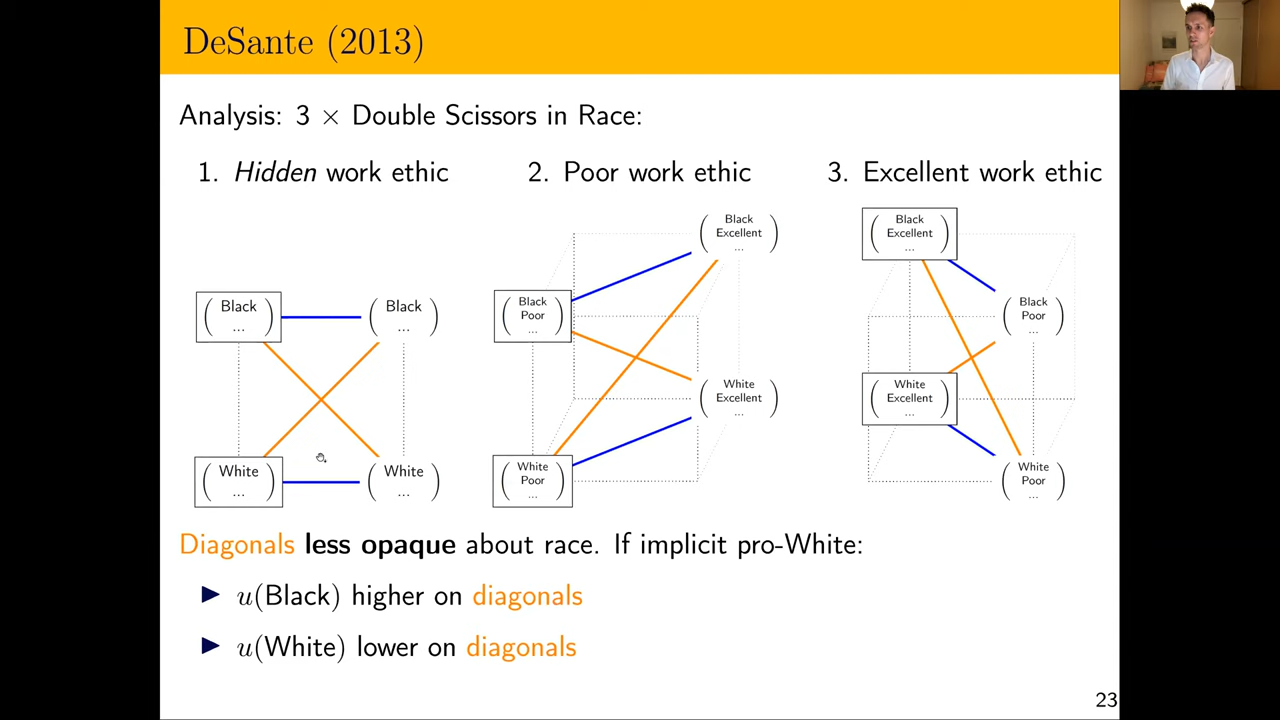 DeSante (2013)
Analysis: 3 × Double Scissors in Race:
1. Hidden work ethic
2. Poor work ethic
3. Excellent work ethic
Black
...
Black
...
White
...
White
...
Black
Excellent
...
Black
Poor
...
White
Excellent
...
White
Poor
...
Black
Excellent
...
Black
Poor
...
White
Excellent
...
White
Poor
...
Diagonals less opaque about race. If implicit pro-White:
▶ u(Black) higher on diagonals
▶ u(White) lower on diagonals
23